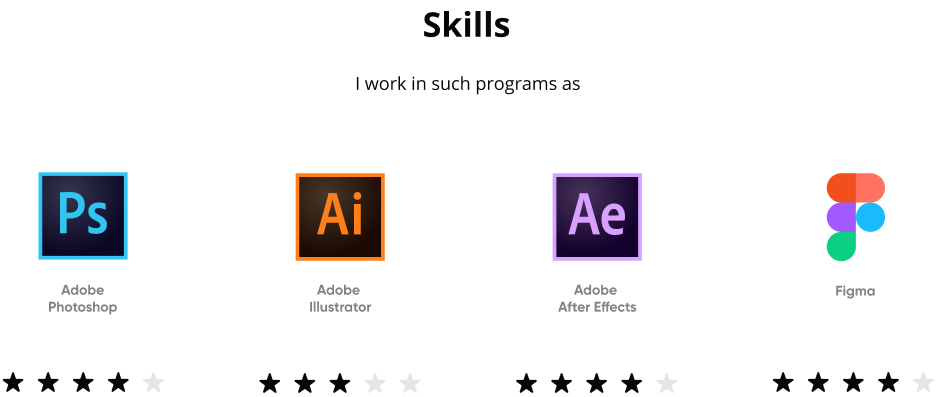 Skills
I work in such programs as
Ps
Ai
Ae
Adobe
Photoshop
Adobe
Illustrator
Adobe
After Effects
Figma